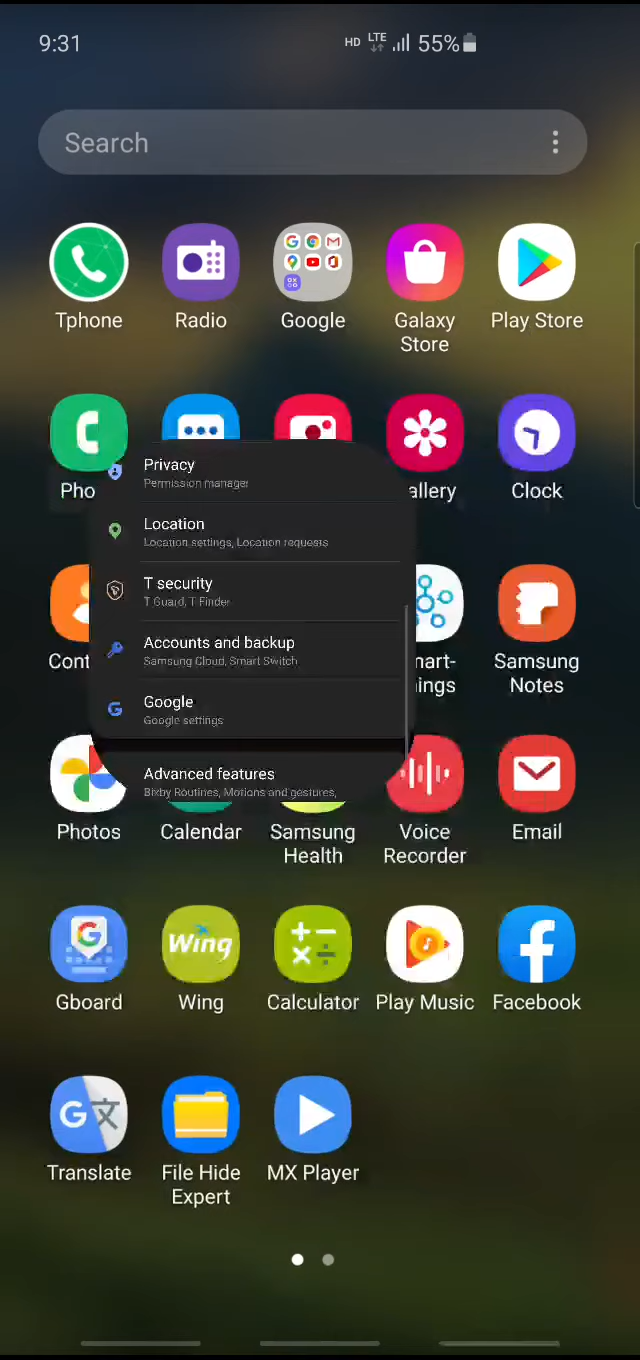 9:31 HD LTE 55%
Search
Tphone Radio Google Galaxy Store Play Store
Pho allery Clock
Privacy
Permission manager
Location
Location settings, Location requests
T security
T Guard, T Finder
Cont nart- ings Samsung Notes
Accounts and backup
Samsung Cloud, Smart Switch
Google
Google settings
Advanced features
Bixby Routines, Motions and gestures,
Photos Calendar Samsung Health Voice Recorder Email
Wing
Gboard Wing Calculator Play Music Facebook
Translate File Hide Expert MX Player